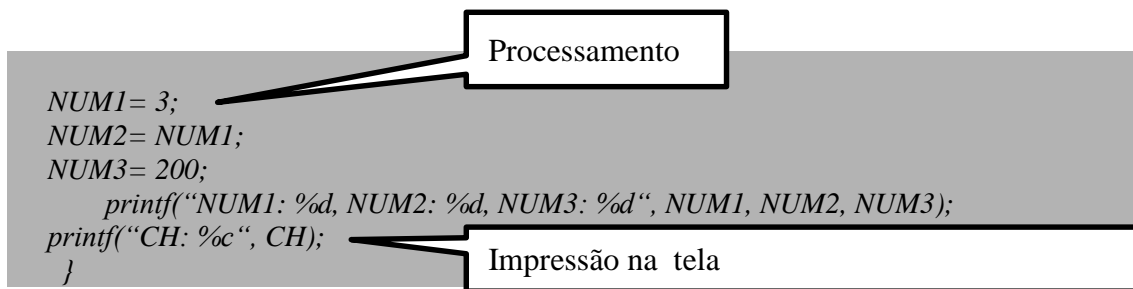 Processamento
NUM1= 3;
NUM2= NUM1;
NUM3= 200;
printf(“NUM1: %d, NUM2: %d, NUM3: %d“, NUM1, NUM2, NUM3);
printf(“CH: %c“, CH);
Impressão na tela
}